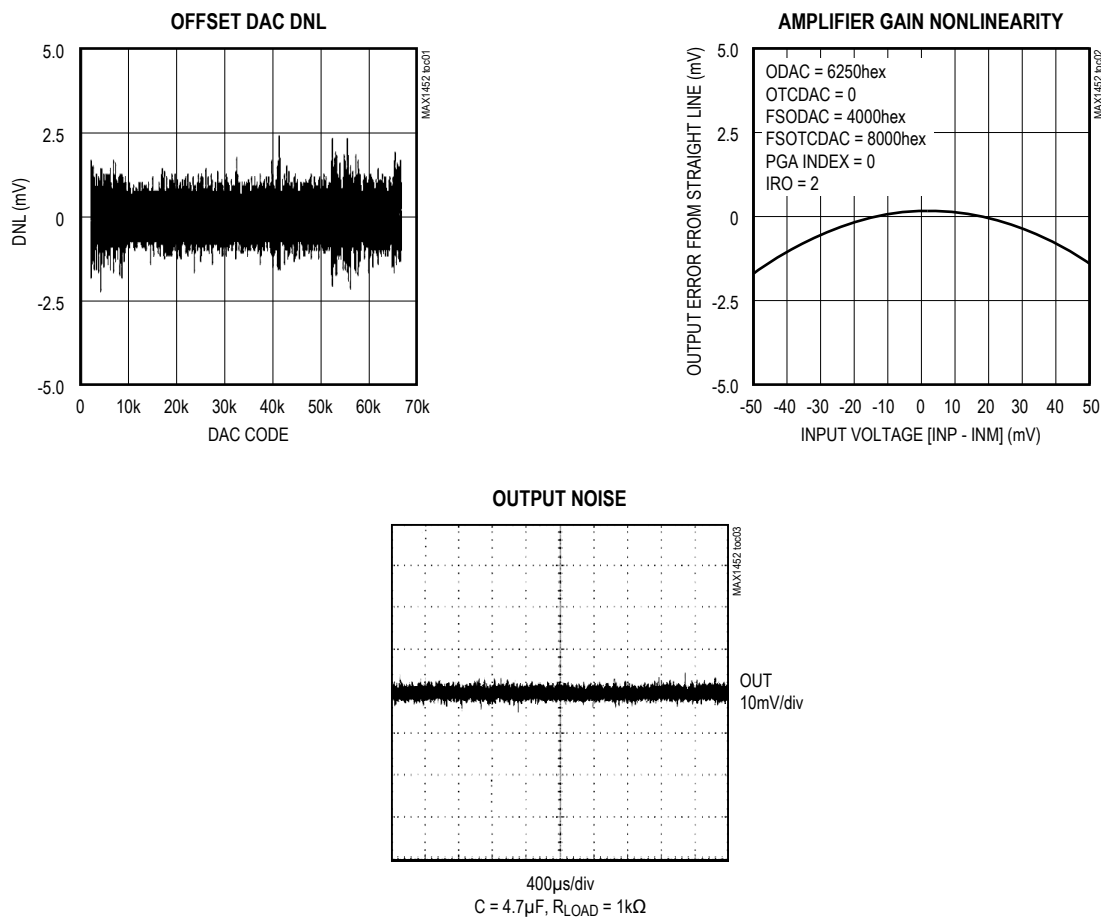 OFFSET DAC DNL
MAX1452 toc01
DNL (mV)
5.0
2.5
0
-2.5
-5.0
0 10k 20k 30k 40k 50k 60k 70k
DAC CODE
AMPLIFIER GAIN NONLINEARITY
MAX1452 toc02
OUTPUT ERROR FROM STRAIGHT LINE (mV)
5.0
2.5
0
-2.5
-5.0
ODAC = 6250hex
OTCDAC = 0
FSODAC = 4000hex
FSOTCDAC = 8000hex
PGA INDEX = 0
IRO = 2
-50 -40 -30 -20 -10 0 10 20 30 40 50
INPUT VOLTAGE [INP - INM] (mV)
OUTPUT NOISE
MAX1452 toc03
OUT
10mV/div
400µs/div
C = 4.7µF, RLOAD = 1kΩ